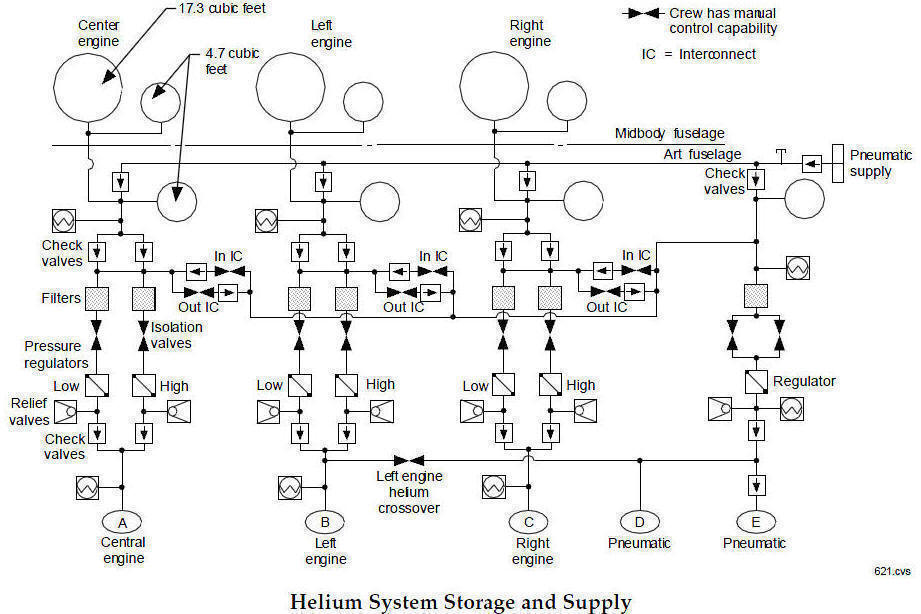 17.3 cubic feet
Center
engine
Left
engine
Right
engine
Crew has manual
control capability
IC = Interconnect
4.7 cubic
feet
Midbody fuselage
Art fuselage
Pneumatic
supply
Check
valves
Check
valves
In IC
In IC
In IC
Filters
Out IC
Out IC
Out IC
Isolation
valves
Pressure
regulators
Low
High
Low
High
Low
High
Regulator
Relief
valves
Check
valves
Left engine
helium
crossover
A
B
C
D
E
Central
engine
Left
engine
Right
engine
Pneumatic
Pneumatic
621.cvs
Helium System Storage and Supply